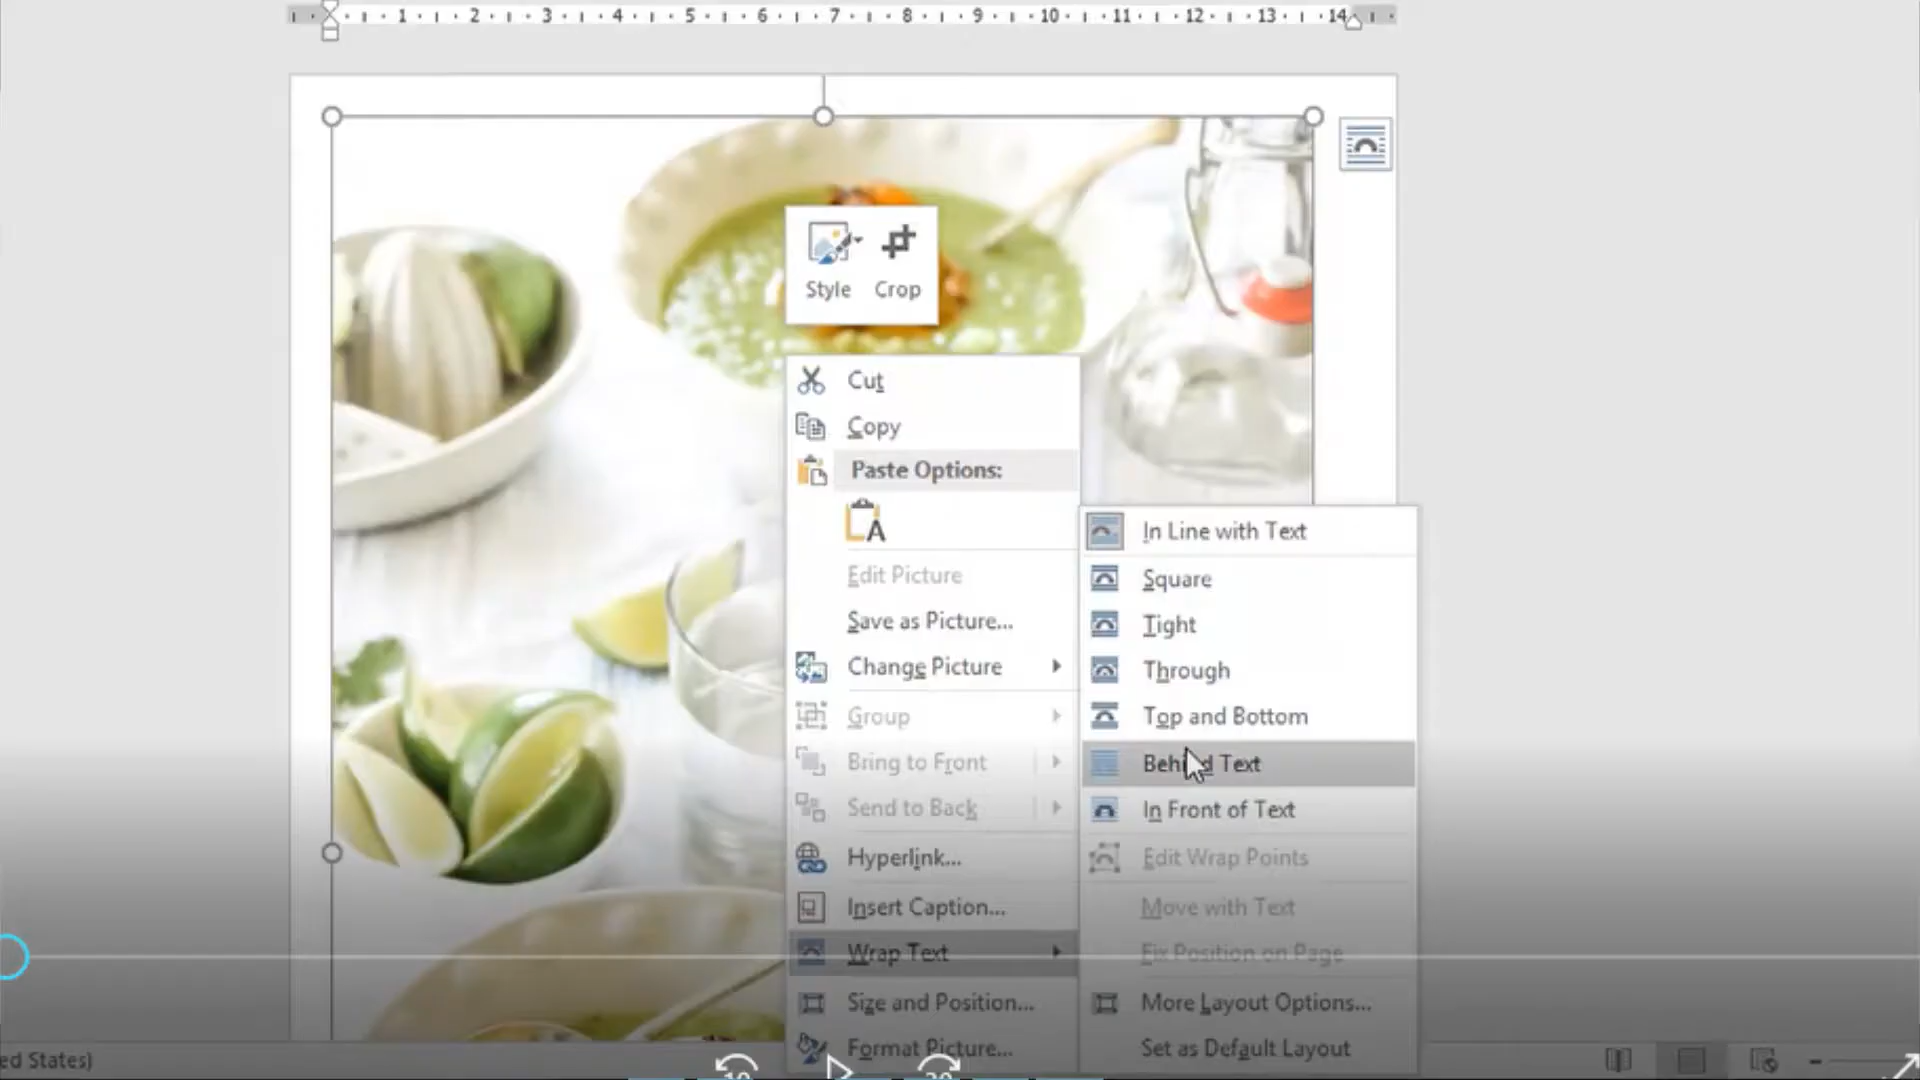 1 2 3 4 5 6 7 8 9 10 11 12 13 14
Style Crop
Cut
Copy
Paste Options:
A
Edit Picture
Save as Picture...
Change Picture
Group
Bring to Front
Send to Back
Hyperlink...
Insert Caption...
Wrap Text
Size and Position...
Format Picture...
In Line with Text
Square
Tight
Through
Top and Bottom
Behind Text
In Front of Text
Edit Wrap Points
Move with Text
Fix Position on Page
More Layout Options...
Set as Default Layout
ed States)
10 30